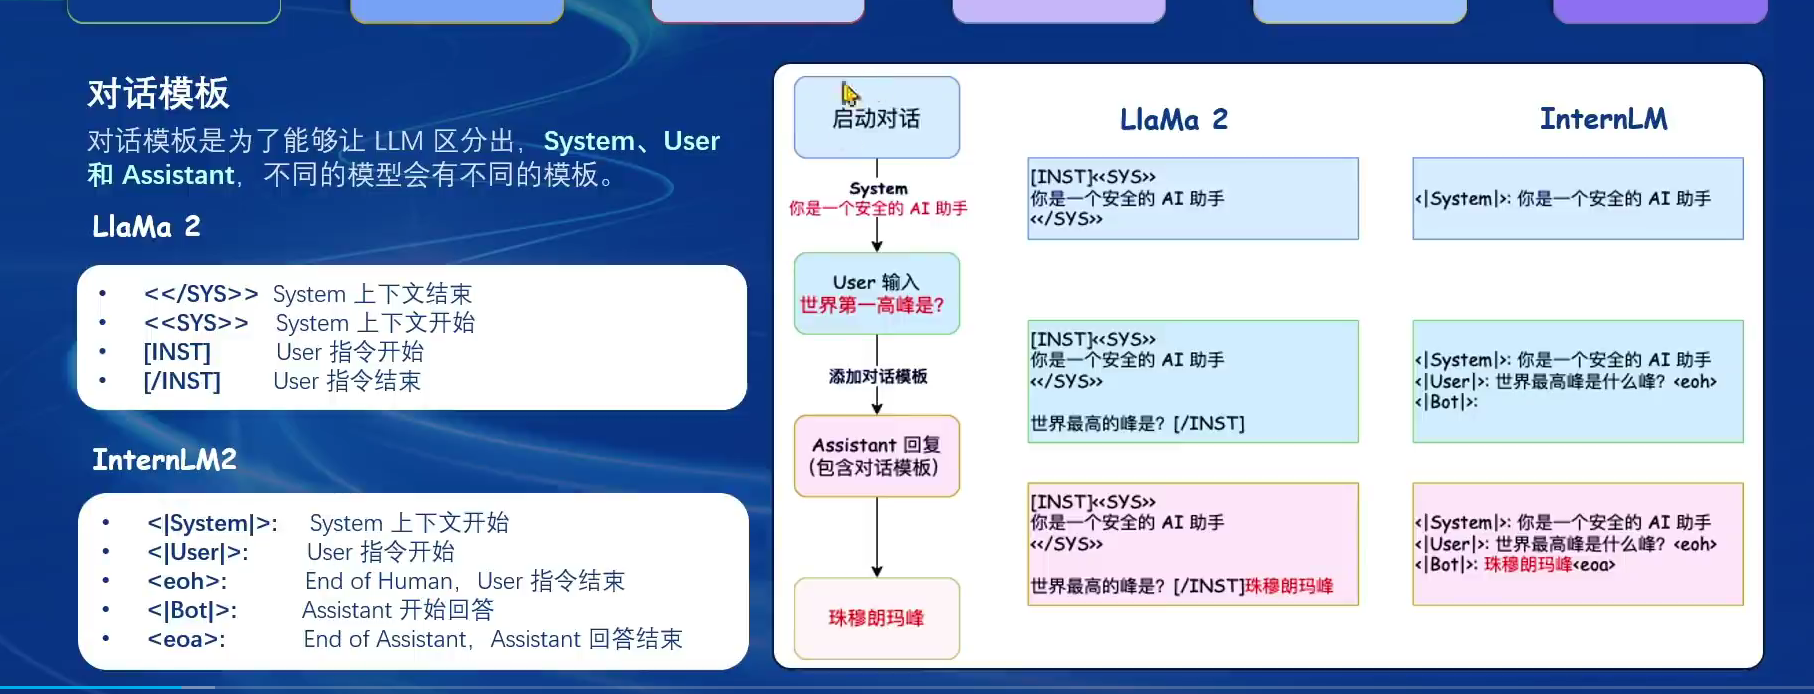 对话模板
对话模板是为了能够让 LLM 区分出，System、User
和 Assistant，不同的模型会有不同的模板。
LlaMa 2
• <</SYS>> System 上下文结束
• <<SYS>> System 上下文开始
• [INST] User 指令开始
• [/INST] User 指令结束
InternLM2
• <|System|>: System 上下文开始
• <|User|>: User 指令开始
• <eoh>: End of Human，User 指令结束
• <|Bot|>: Assistant 开始回答
• <eoa>: End of Assistant，Assistant 回答结束
启动对话
System
你是一个安全的 AI 助手
User 输入
世界第一高峰是？
添加对话模板
Assistant 回复
（包含对话模板）
珠穆朗玛峰
LlaMa 2
[INST]<<SYS>>
你是一个安全的 AI 助手
<</SYS>>
[INST]<<SYS>>
你是一个安全的 AI 助手
<</SYS>>
世界最高的峰是？[/INST]
[INST]<<SYS>>
你是一个安全的 AI 助手
<</SYS>>
世界最高的峰是？[/INST]珠穆朗玛峰
InternLM
<|System|>: 你是一个安全的 AI 助手
<|System|>: 你是一个安全的 AI 助手
<|User|>: 世界最高峰是什么峰？<eoh>
<|Bot|>:
<|System|>: 你是一个安全的 AI 助手
<|User|>: 世界最高峰是什么峰？<eoh>
<|Bot|>: 珠穆朗玛峰<eoa>